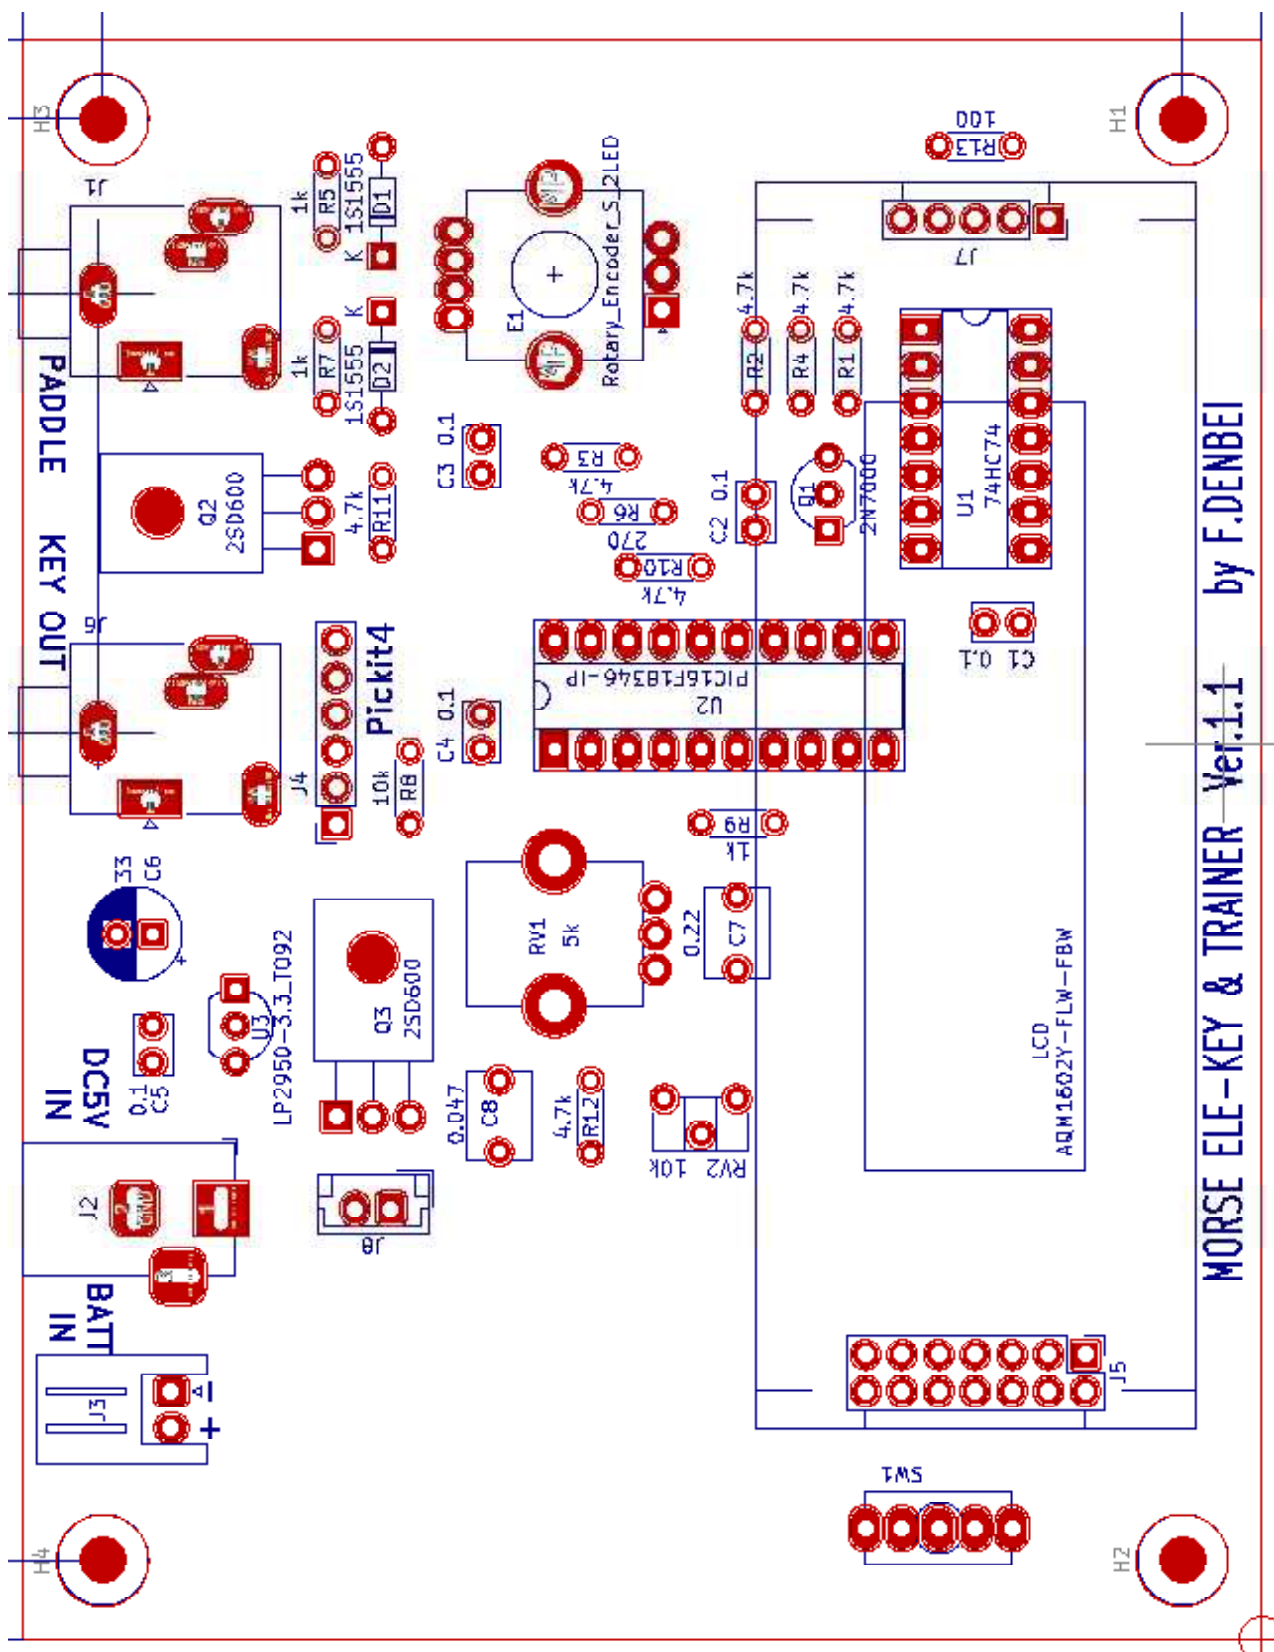 H3
H1
100
R13
J1
1k
R5
1S1555
D1
K
Rotary_Encoder_S_2LED
MP
J7
E1
MP
K
1k
R7
1S1555
D2
4.7k
R2
4.7k
R4
4.7k
R1
PADDLE
C3 0.1
R3
4.7k
R6
270
R10
4.7k
C2 0.1
Q1
2N7000
U1
74HC74
Q2
2SD600
4.7k
R11
KEY OUT
J6
Pickit4
J4
C4 0.1
PIC16F18346-IP
U2
C1
0.1
10k
R8
R9
1k
33
C6
+
RV1
5k
0.22
C7
LP2950-3.3_TO92
U3
Q3
2SD600
0.1
C5
DC5V
IN
0.047
C8
4.7k
R12
RV2
10k
LCD
AQM1602Y-FLW-FBW
J2
2
GND
1
3
J8
BATT
IN
J3
-
+
J5
SW1
H4
H2
MORSE ELE-KEY & TRAINER Ver.1.1 by F.DENBEI